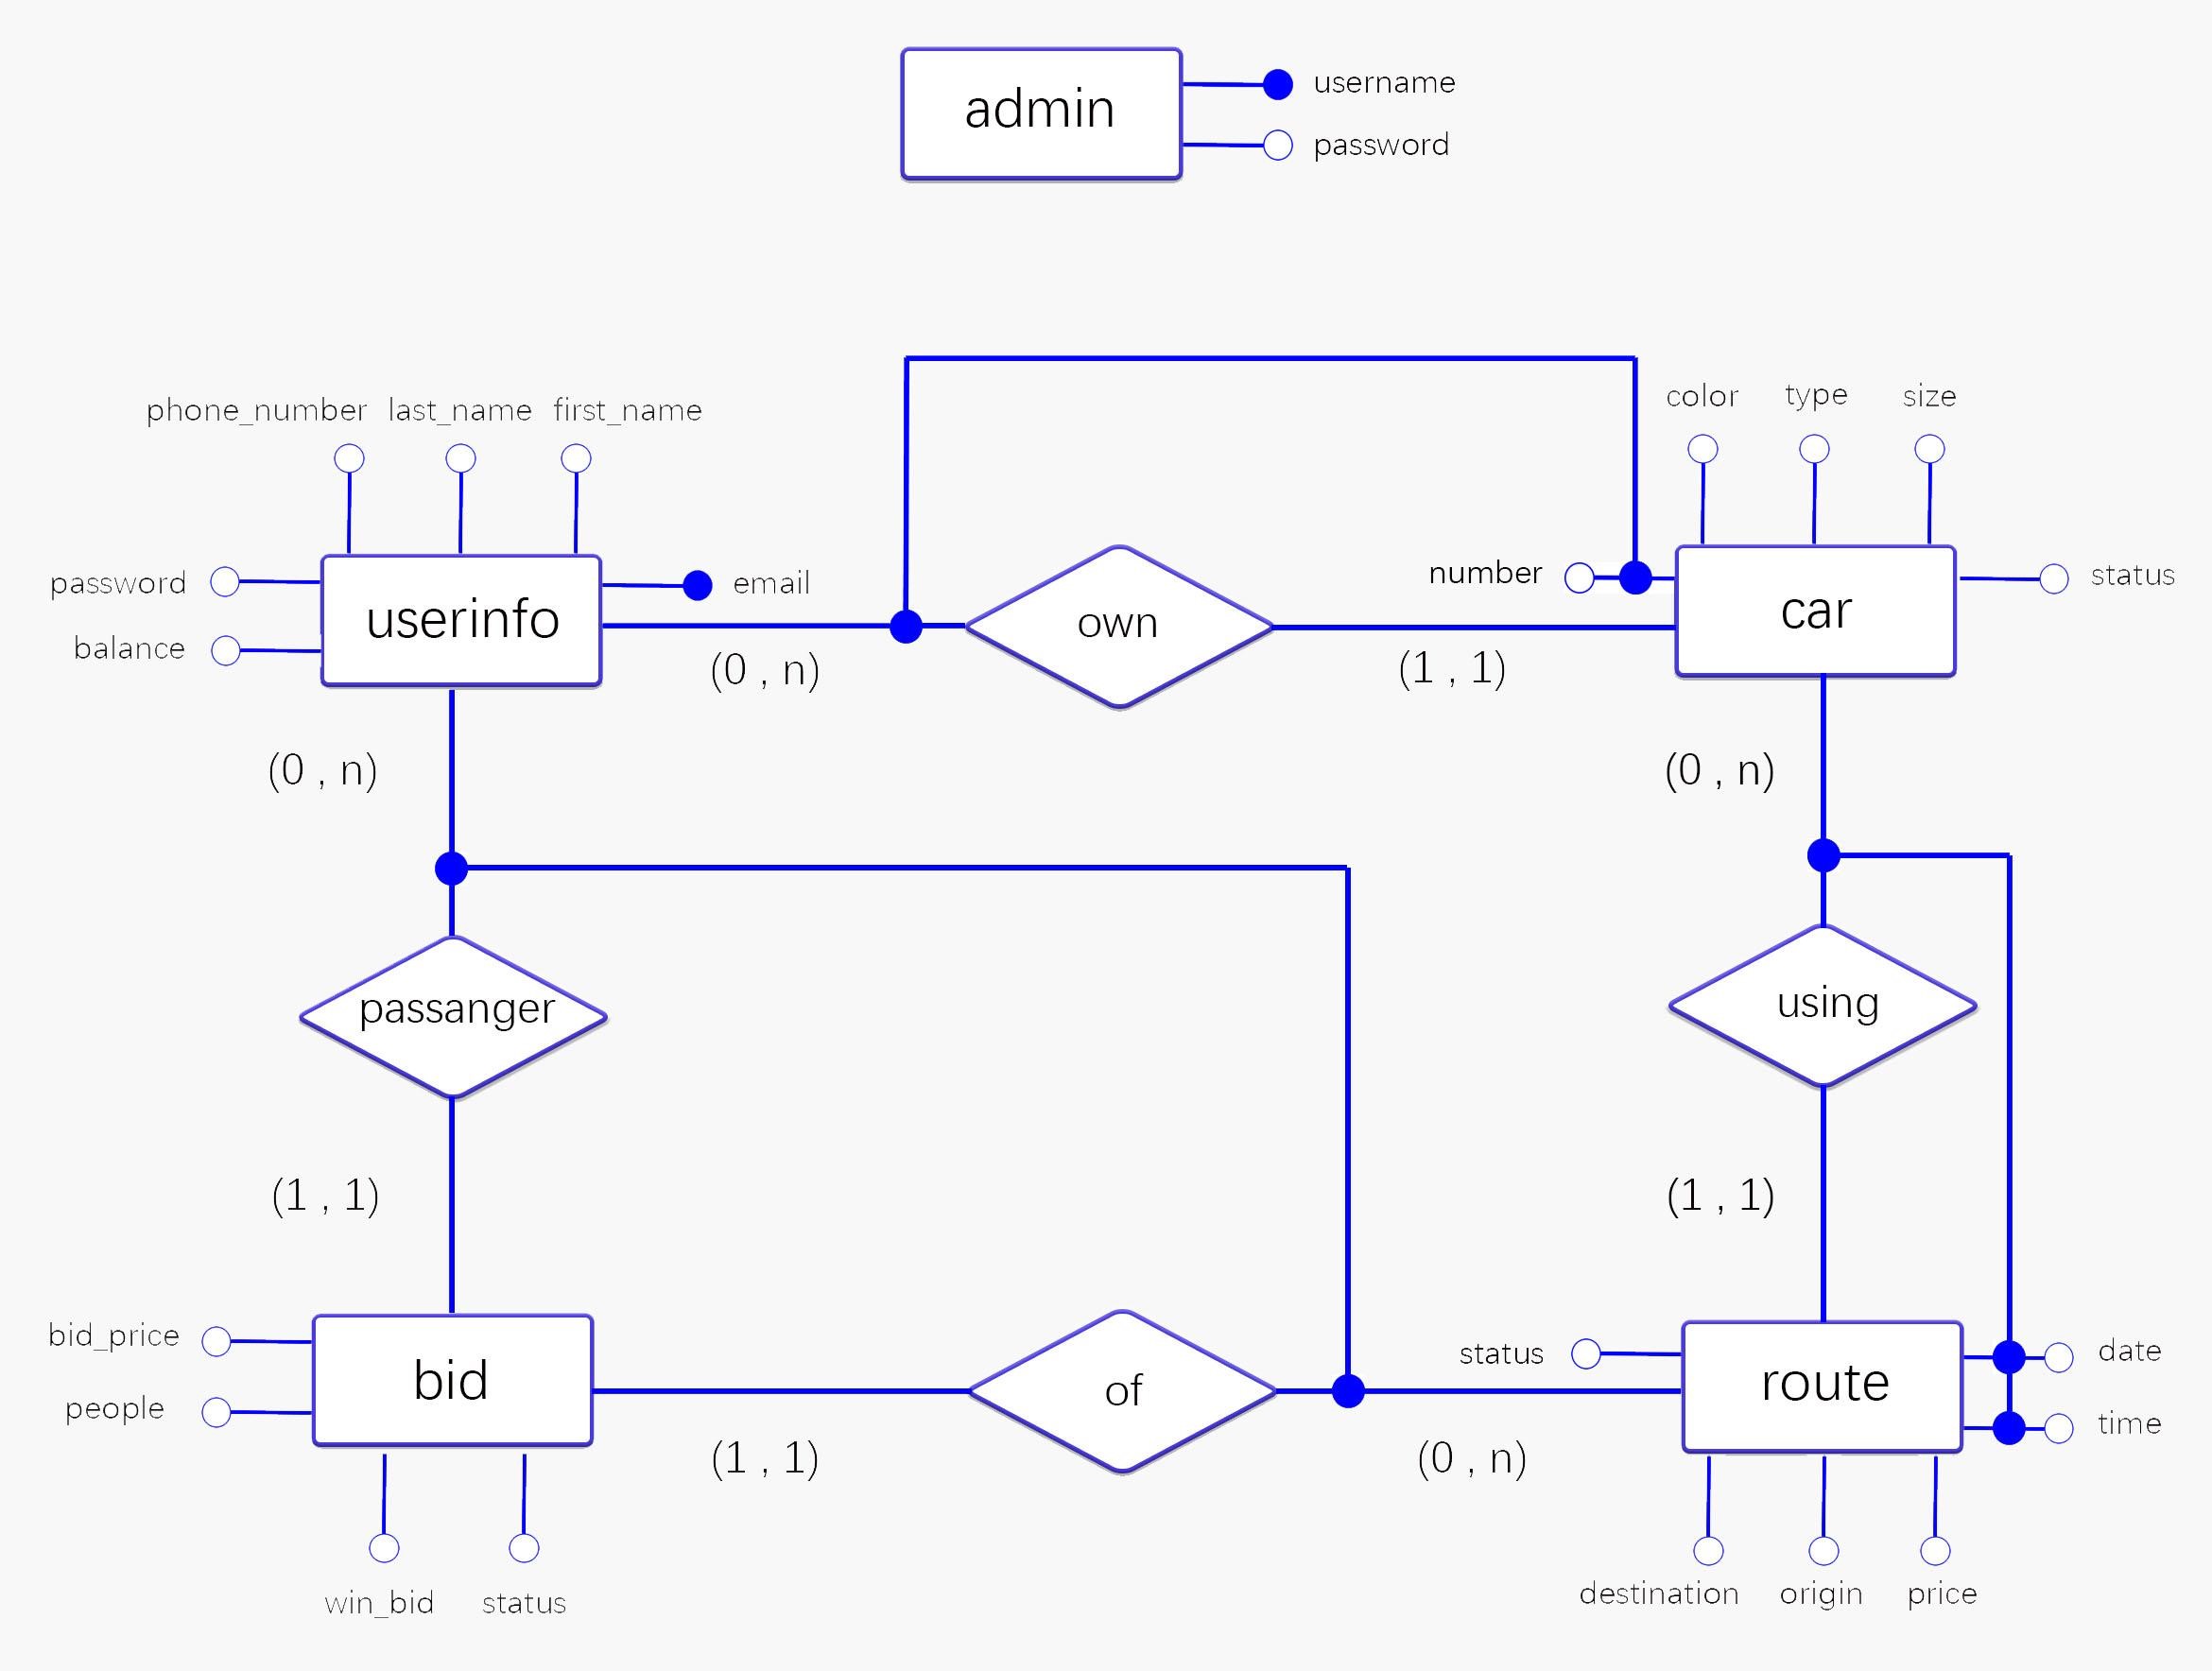 admin
username
password
phone_number
last_name
first_name
color
type
size
password
balance
userinfo
email
own
number
car
status
(0 , n)
(1 , 1)
(0 , n)
(0 , n)
passanger
using
(1 , 1)
(1 , 1)
bid_price
people
bid
of
status
route
date
time
(1 , 1)
(0 , n)
win_bid
status
destination
origin
price